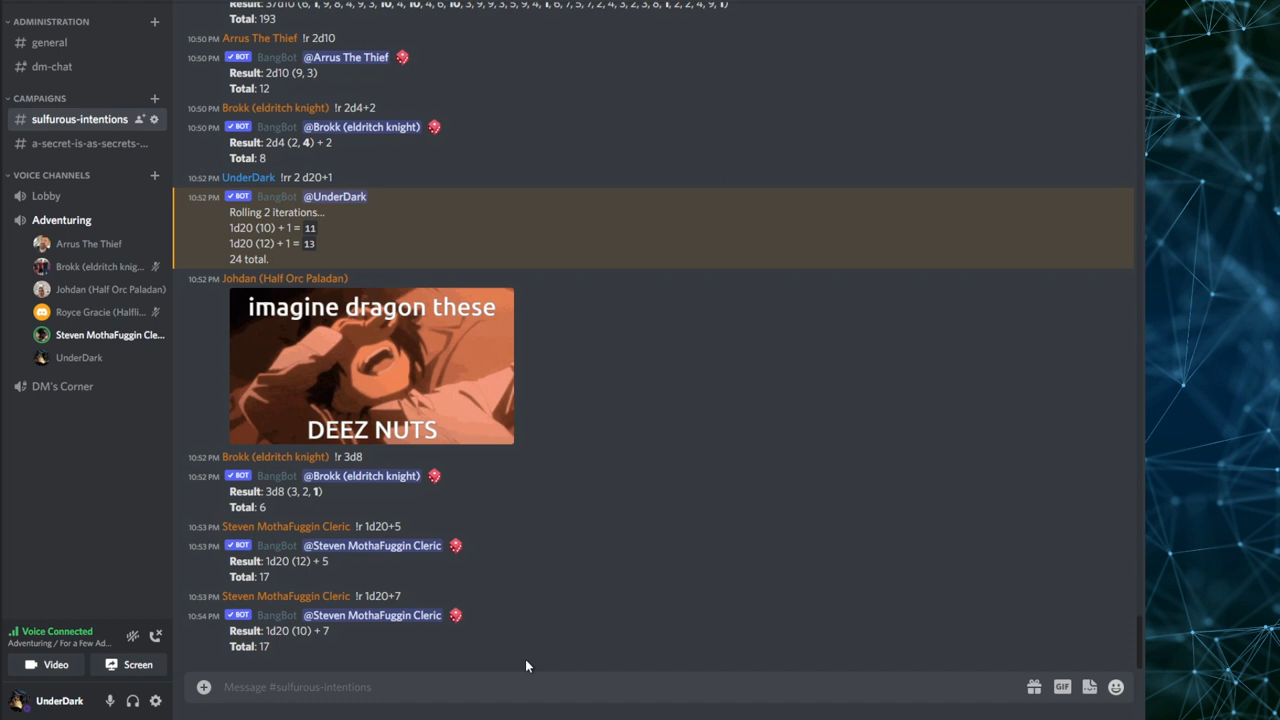 ADMINISTRATION
general
dm-chat
CAMPAIGNS
sulfurous-intentions
a-secret-is-as-secrets-...
VOICE CHANNELS
Lobby
Adventuring
Arrus The Thief
Brokk (eldritch knig...
Johdan (Half Orc Paladan)
Royce Gracie (Halfli...
Steven MothaFuggin Cle...
UnderDark
DM's Corner
Voice Connected
Adventuring / For a Few Ad...
Video
Screen
UnderDark
Total: 193
10:50 PM Arrus The Thief !r 2d10
10:50 PM BOT BangBot @Arrus The Thief
Result: 2d10 (9, 3)
Total: 12
10:50 PM Brokk (eldritch knight) !r 2d4+2
10:50 PM BOT BangBot @Brokk (eldritch knight)
Result: 2d4 (2, 4) + 2
Total: 8
10:52 PM UnderDark !rr 2 d20+1
10:52 PM BOT BangBot @UnderDark
Rolling 2 iterations...
1d20 (10) + 1 = 11
1d20 (12) + 1 = 13
24 total.
10:52 PM Johdan (Half Orc Paladan)
imagine dragon these
DEEZ NUTS
10:52 PM Brokk (eldritch knight) !r 3d8
10:52 PM BOT BangBot @Brokk (eldritch knight)
Result: 3d8 (3, 2, 1)
Total: 6
10:53 PM Steven MothaFuggin Cleric !r 1d20+5
10:53 PM BOT BangBot @Steven MothaFuggin Cleric
Result: 1d20 (12) + 5
Total: 17
10:53 PM Steven MothaFuggin Cleric !r 1d20+7
10:54 PM BOT BangBot @Steven MothaFuggin Cleric
Result: 1d20 (10) + 7
Total: 17
Message #sulfurous-intentions
GIF